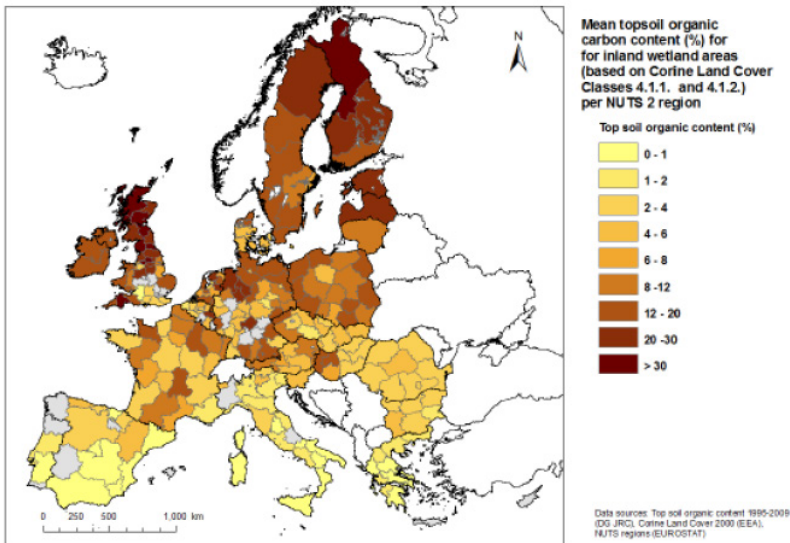 Mean topsoil organic
carbon content (%) for
for inland wetland areas
(based on Corine Land Cover
Classes 4.1.1. and 4.1.2.)
per NUTS 2 region
N
Top soil organic content (%)
0 - 1
1 - 2
2 - 4
4 - 6
6 - 8
8 -12
12 - 20
20 -30
> 30
0 250 500 1,000 km
Data sources: Top soil organic content 1995-2009
(DG JRC), Corine Land Cover 2000 (EEA),
NUTS regions (EUROSTAT)